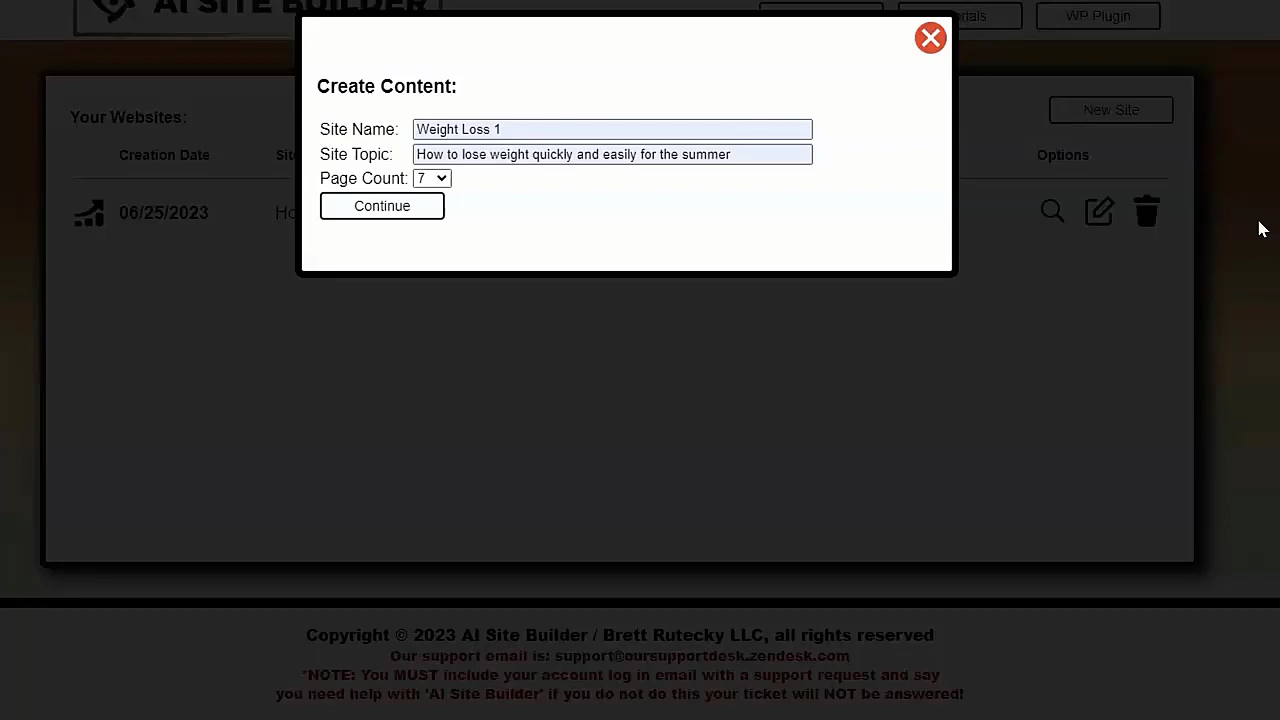 AI SITE BUILDER
WP Plugin
Create Content:
Your Websites:
New Site
Site Name: Weight Loss 1
Creation Date
Site Topic: How to lose weight quickly and easily for the summer
Options
Page Count: 7
06/25/2023
Continue
Copyright © 2023 AI Site Builder / Brett Rutecky LLC, all rights reserved
Our support email is: support@oursupportdesk.zendesk.com
*NOTE: You MUST include your account log in email with a support request and say
you need help with 'AI Site Builder' if you do not do this your ticket will NOT be answered!